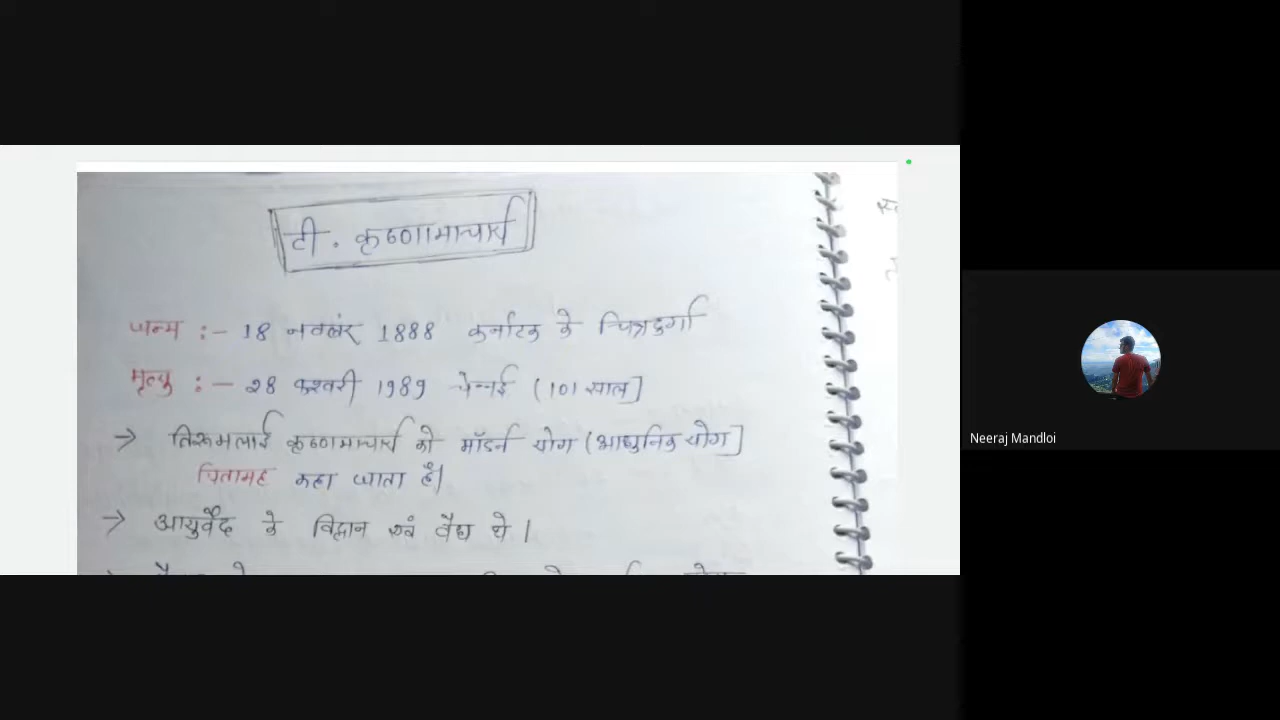 टी. कृष्णामाचार्य
जन्म :- 18 नवंबर 1888 कर्नाटक के चित्रदुर्गा
मृत्यु :- 28 फरवरी 1989 चेन्नई (101 साल]
→ तिरूमलाई कृष्णामाचार्य को मॉडर्न योग (आधुनिक योग]
पितामह कहा जाता है।
→ आयुर्वेद के विद्वान एवं वैद्य थे।
Neeraj Mandloi